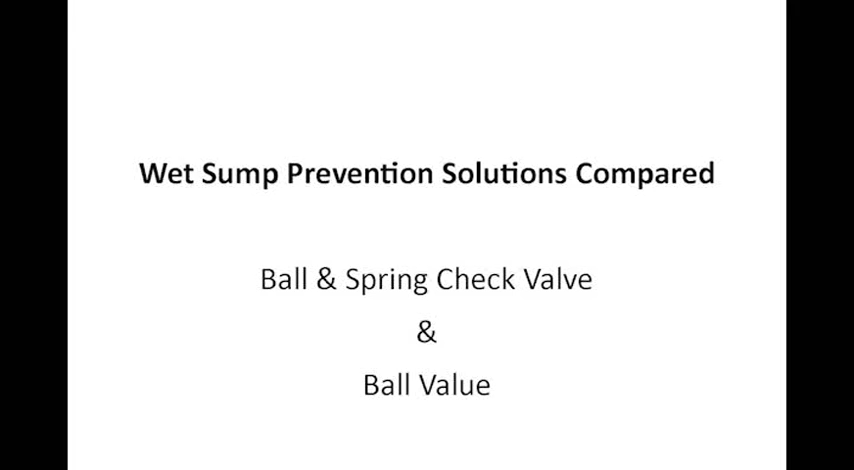 Wet Sump Prevention Solutions Compared
Ball & Spring Check Valve
&
Ball Value